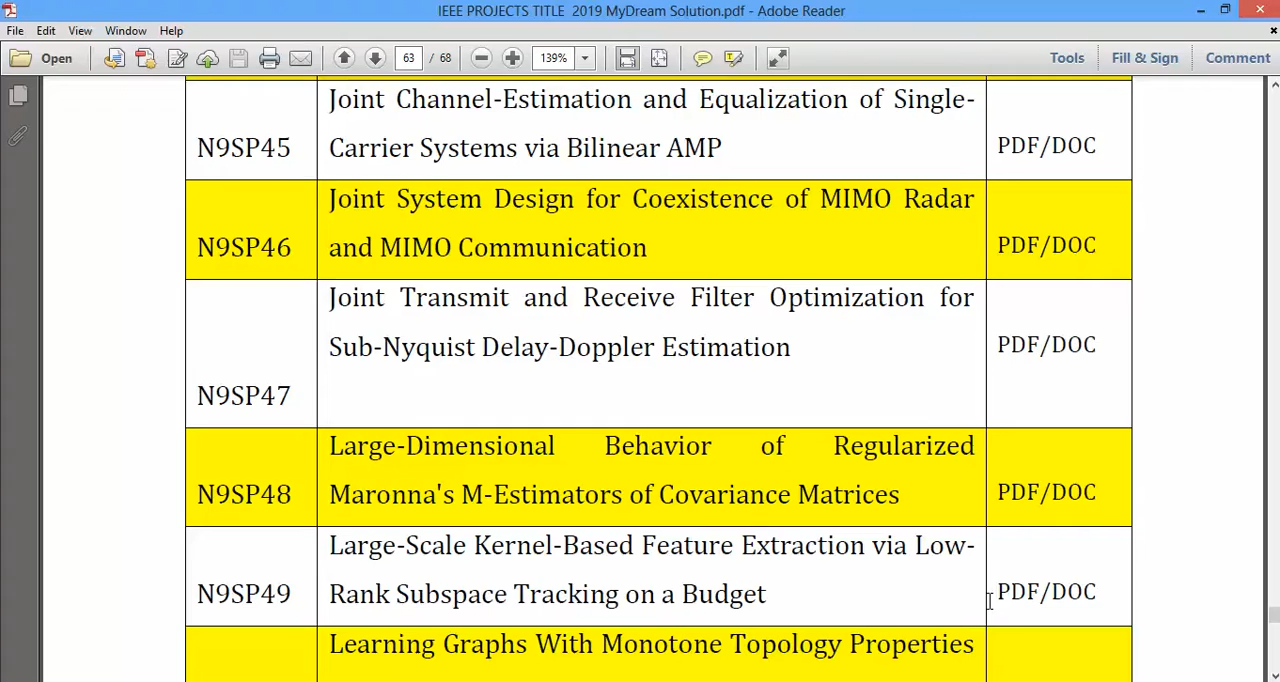 IEEE PROJECTS TITLE 2019 MyDream Solution.pdf - Adobe Reader
File Edit View Window Help
Open 63 / 68 139% Tools Fill & Sign Comment
Joint Channel-Estimation and Equalization of Single-
N9SP45 Carrier Systems via Bilinear AMP PDF/DOC
Joint System Design for Coexistence of MIMO Radar
N9SP46 and MIMO Communication PDF/DOC
Joint Transmit and Receive Filter Optimization for
Sub-Nyquist Delay-Doppler Estimation PDF/DOC
N9SP47
Large-Dimensional Behavior of Regularized
N9SP48 Maronna's M-Estimators of Covariance Matrices PDF/DOC
Large-Scale Kernel-Based Feature Extraction via Low-
N9SP49 Rank Subspace Tracking on a Budget PDF/DOC
Learning Graphs With Monotone Topology Properties